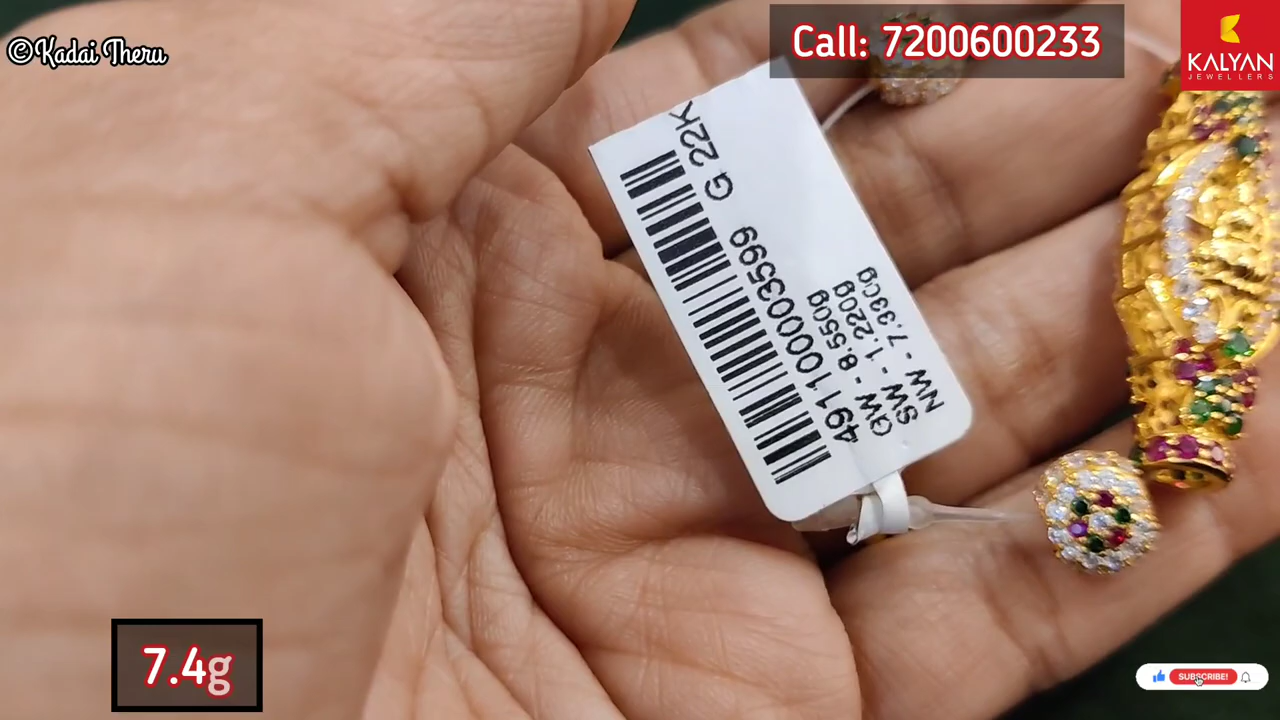 ©Kadai Theru
Call: 7200600233
KALYAN
JEWELLERS
G 22K
49110003599
GW - 8.550g
SW - 1.220g
NW - 7.330g
7.4g
SUBSCRIBE!